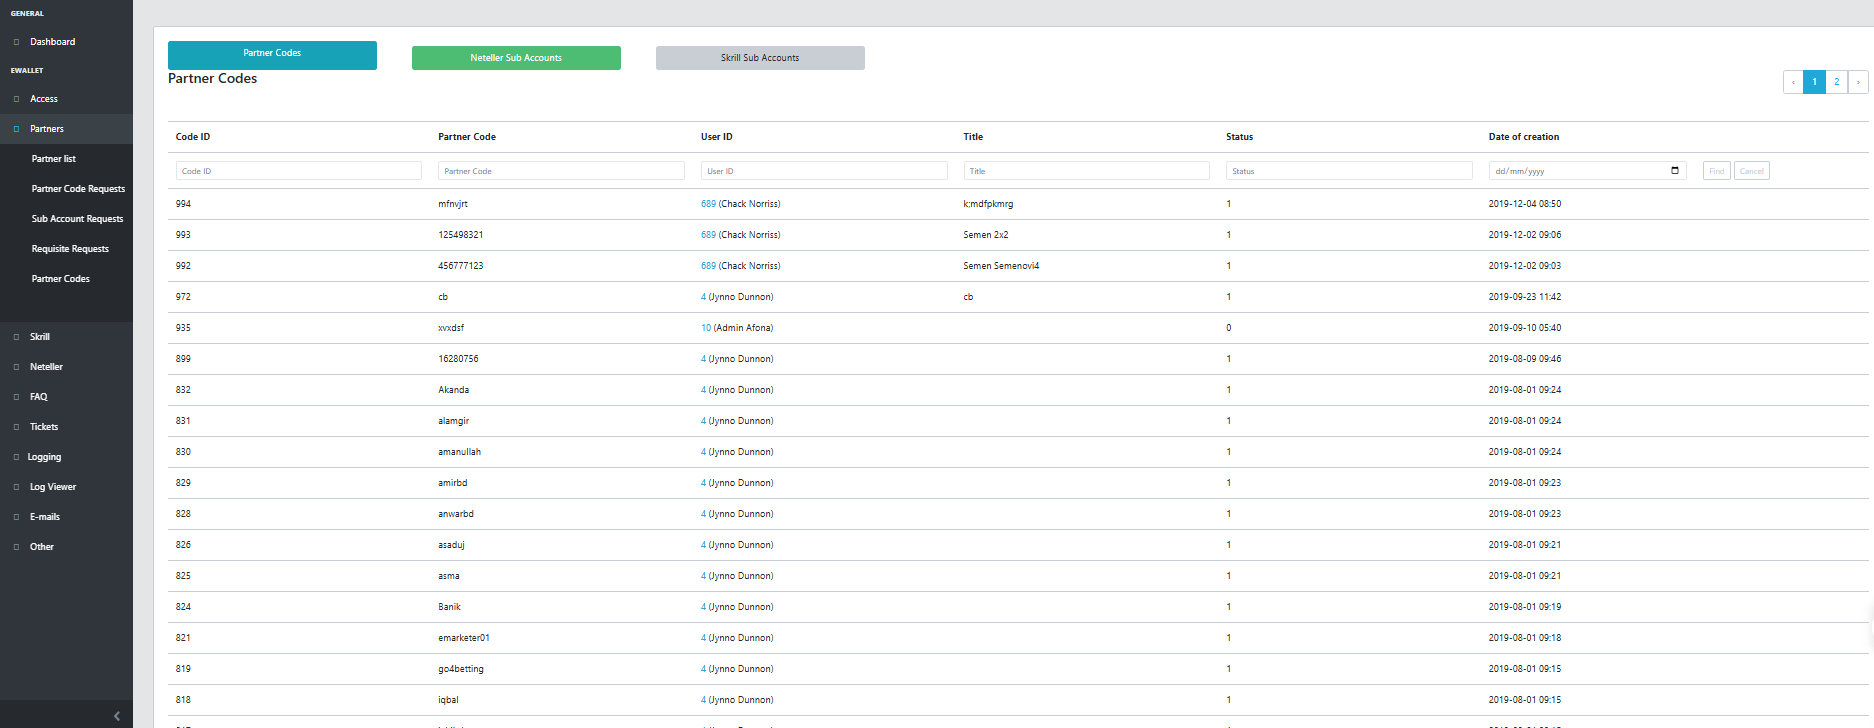 GENERAL
Dashboard
EWALLET
Access
Partners
Partner list
Partner Code Requests
Sub Account Requests
Requisite Requests
Partner Codes
Skrill
Neteller
FAQ
Tickets
Logging
Log Viewer
E-mails
Other
Partner Codes Neteller Sub Accounts Skrill Sub Accounts
Partner Codes
‹ 1 2 ›
Code ID Partner Code User ID Title Status Date of creation
Code ID Partner Code User ID Title Status dd/mm/yyyy Find Cancel
994 mfnvjrt 689 (Chack Norriss) k;mdfpkmrg 1 2019-12-04 08:50
993 125498321 689 (Chack Norriss) Semen 2x2 1 2019-12-02 09:06
992 456777123 689 (Chack Norriss) Semen Semenovi4 1 2019-12-02 09:03
972 cb 4 (Jynno Dunnon) cb 1 2019-09-23 11:42
935 xvxdsf 10 (Admin Afona) 0 2019-09-10 05:40
899 16280756 4 (Jynno Dunnon) 1 2019-08-09 09:46
832 Akanda 4 (Jynno Dunnon) 1 2019-08-01 09:24
831 alamgir 4 (Jynno Dunnon) 1 2019-08-01 09:24
830 amanullah 4 (Jynno Dunnon) 1 2019-08-01 09:24
829 amirbd 4 (Jynno Dunnon) 1 2019-08-01 09:23
828 anwarbd 4 (Jynno Dunnon) 1 2019-08-01 09:23
826 asaduj 4 (Jynno Dunnon) 1 2019-08-01 09:21
825 asma 4 (Jynno Dunnon) 1 2019-08-01 09:21
824 Banik 4 (Jynno Dunnon) 1 2019-08-01 09:19
821 emarketer01 4 (Jynno Dunnon) 1 2019-08-01 09:18
819 go4betting 4 (Jynno Dunnon) 1 2019-08-01 09:15
818 iqbal 4 (Jynno Dunnon) 1 2019-08-01 09:15